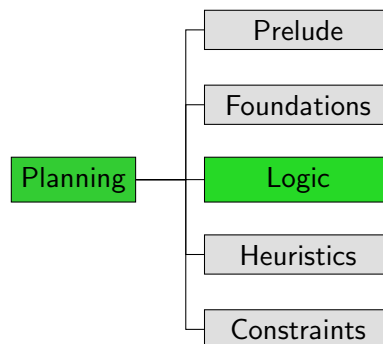 Prelude
Foundations
Planning
Logic
Heuristics
Constraints